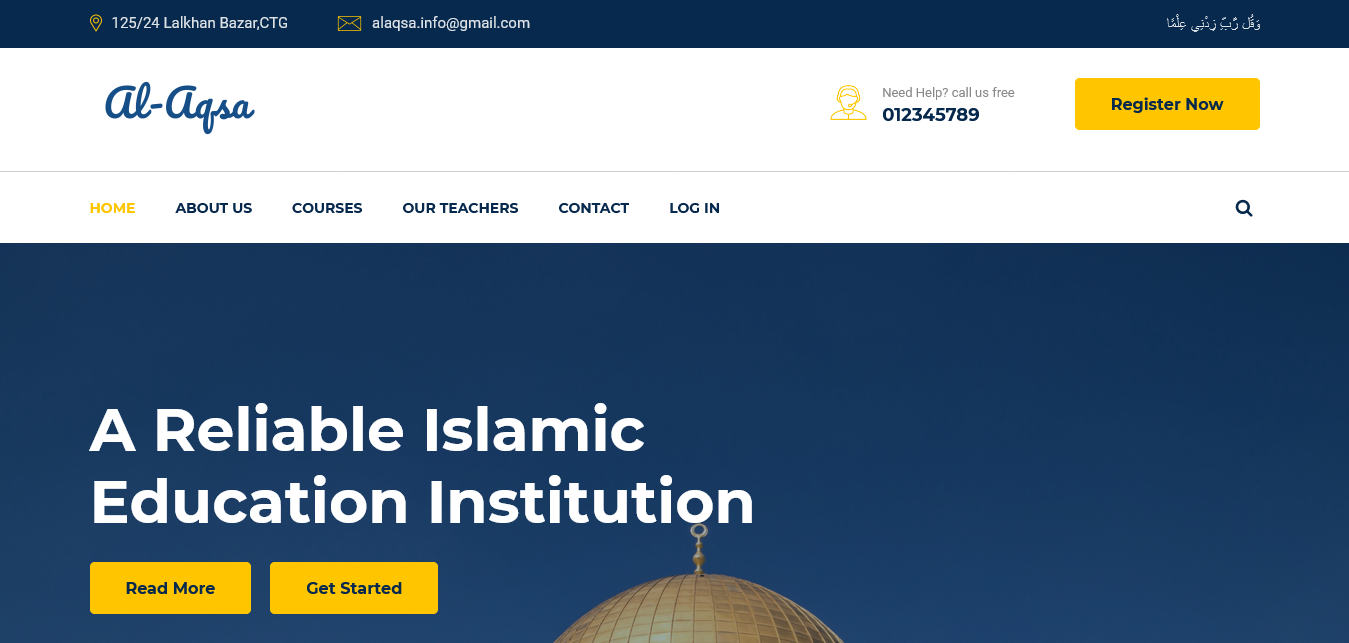 125/24 Lalkhan Bazar,CTG
alaqsa.info@gmail.com
وَقُل رَّبِّ زِدْنِي عِلْمًا
Al-Aqsa
Need Help? call us free
012345789
Register Now
HOME
ABOUT US
COURSES
OUR TEACHERS
CONTACT
LOG IN
A Reliable Islamic
Education Institution
Read More
Get Started